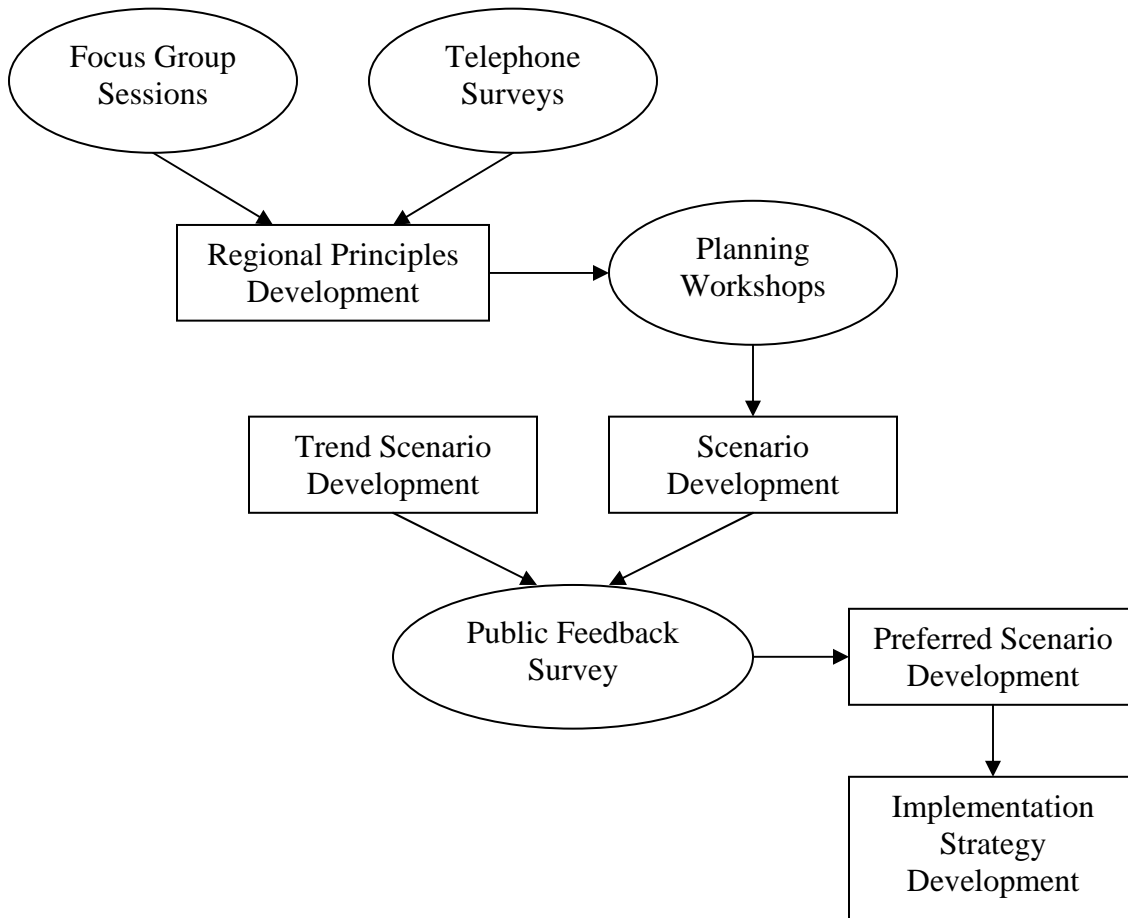 Focus Group
Sessions
Telephone
Surveys
Regional Principles
Development
Planning
Workshops
Trend Scenario
Development
Scenario
Development
Public Feedback
Survey
Preferred Scenario
Development
Implementation
Strategy
Development